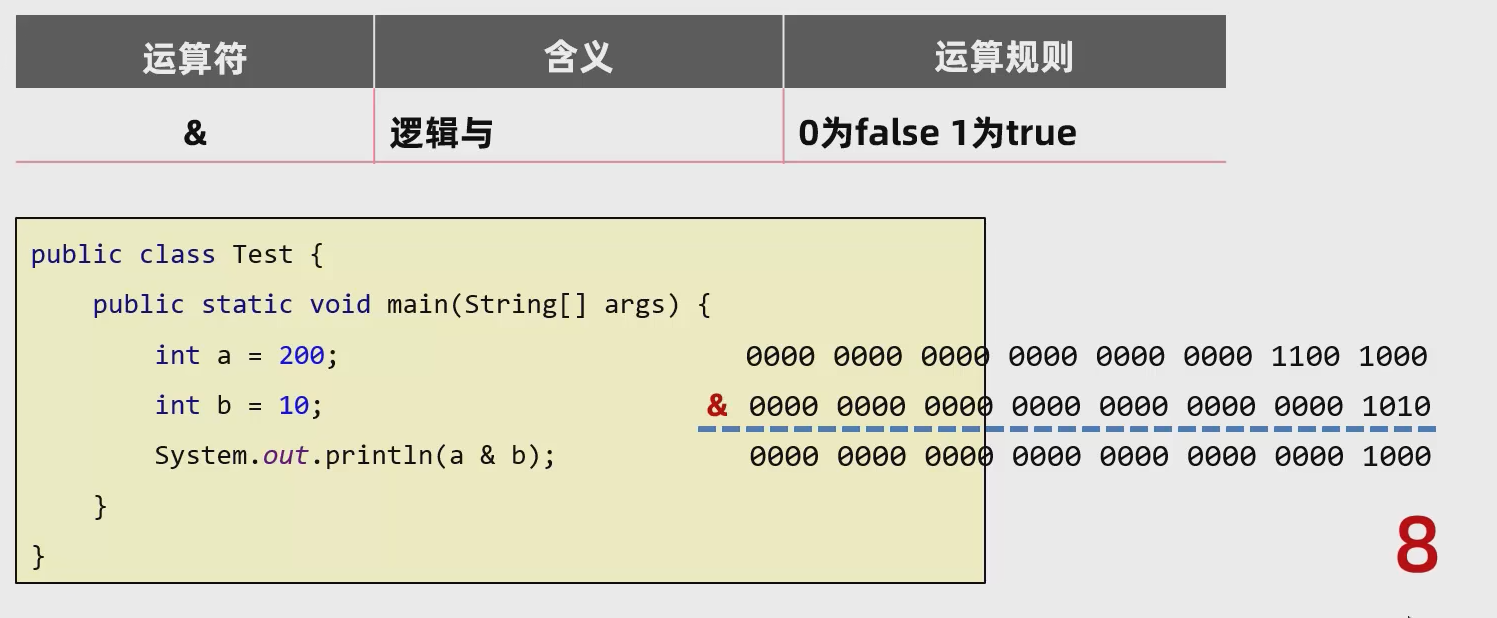 运算符 含义 运算规则
& 逻辑与 0为false 1为true
public class Test {
public static void main(String[] args) {
int a = 200; 0000 0000 0000 0000 0000 0000 1100 1000
int b = 10; & 0000 0000 0000 0000 0000 0000 0000 1010
System.out.println(a & b); 0000 0000 0000 0000 0000 0000 0000 1000
}
}
8